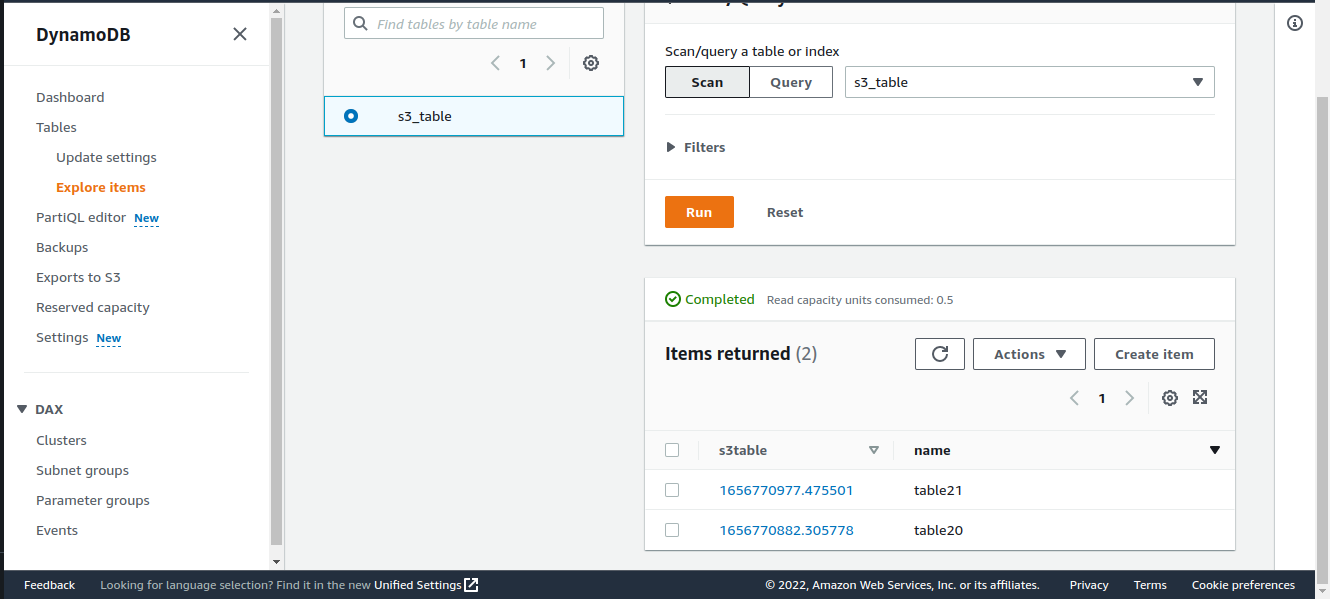 DynamoDB
Dashboard
Tables
Update settings
Explore items
PartiQL editor New
Backups
Exports to S3
Reserved capacity
Settings New
DAX
Clusters
Subnet groups
Parameter groups
Events
Find tables by table name
1
s3_table
Scan/query a table or index
Scan Query s3_table
Filters
Run Reset
Completed Read capacity units consumed: 0.5
Items returned (2) Actions Create item
1
s3table name
1656770977.475501 table21
1656770882.305778 table20
Feedback Looking for language selection? Find it in the new Unified Settings © 2022, Amazon Web Services, Inc. or its affiliates. Privacy Terms Cookie preferences